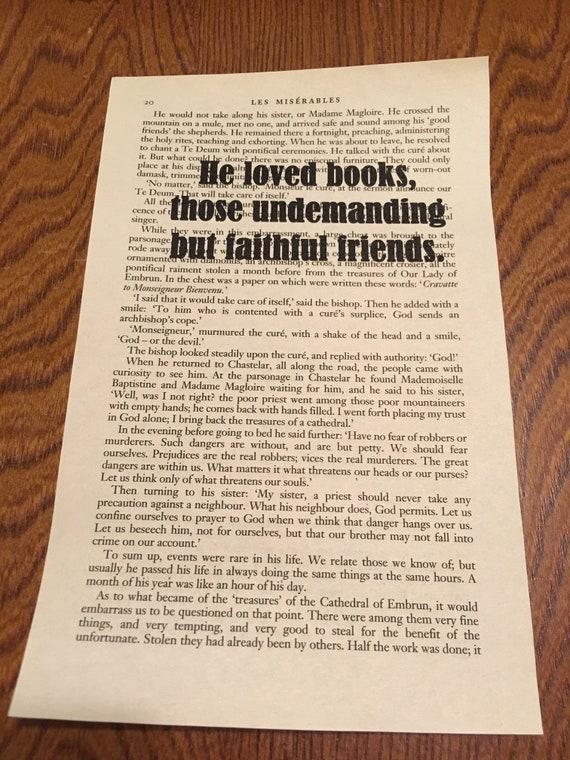 20 LES MISÉRABLES
He would not take along his sister, or Madame Magloire. He crossed the
mountain on a mule, met no one, and arrived safe and sound among his 'good
friends' the shepherds. He remained there a fortnight, preaching, administering
the holy rites, teaching and exhorting. When he was about to leave, he resolved
to chant a Te Deum with pontifical ceremonies. He talked with the curé about
it. But what could be done? there was no episcopal furniture. They could only
place at his of worn-out
damask, trimmed
He loved books,
'No matter,' said the bishop. 'Monsieur le curé, at the sermon announce our
Te Deum. That will take care of itself.'
All the
those undemanding
singer.
While they were in this embarrassment, a large chest was brought to the
parsonage
but faithful friends.
rode away
ornamented with diamonds, an archbishop's cross, a magnificent crosier, all the
pontifical raiment stolen a month before from the treasures of Our Lady of
Embrun. In the chest was a paper on which were written these words: 'Cravatte
to Monseigneur Bienvenu.'
'I said that it would take care of itself,' said the bishop. Then he added with a
smile: 'To him who is contented with a curé's surplice, God sends an
archbishop's cope.'
'Monseigneur,' murmured the curé, with a shake of the head and a smile,
'God – or the devil.'
The bishop looked steadily upon the curé, and replied with authority: 'God!'
When he returned to Chastelar, all along the road, the people came with
curiosity to see him. At the parsonage in Chastelar he found Mademoiselle
Baptistine and Madame Magloire waiting for him, and he said to his sister,
'Well, was I not right? the poor priest went among those poor mountaineers
with empty hands; he comes back with hands filled. I went forth placing my trust
in God alone; I bring back the treasures of a cathedral.'
In the evening before going to bed he said further: 'Have no fear of robbers or
murderers. Such dangers are without, and are but petty. We should fear
ourselves. Prejudices are the real robbers; vices the real murderers. The great
dangers are within us. What matters it what threatens our heads or our purses?
Let us think only of what threatens our souls.'
Then turning to his sister: 'My sister, a priest should never take any
precaution against a neighbour. What his neighbour does, God permits. Let us
confine ourselves to prayer to God when we think that danger hangs over us.
Let us beseech him, not for ourselves, but that our brother may not fall into
crime on our account.'
To sum up, events were rare in his life. We relate those we know of; but
usually he passed his life in always doing the same things at the same hours. A
month of his year was like an hour of his day.
As to what became of the 'treasures' of the Cathedral of Embrun, it would
embarrass us to be questioned on that point. There were among them very fine
things, and very tempting, and very good to steal for the benefit of the
unfortunate. Stolen they had already been by others. Half the work was done; it